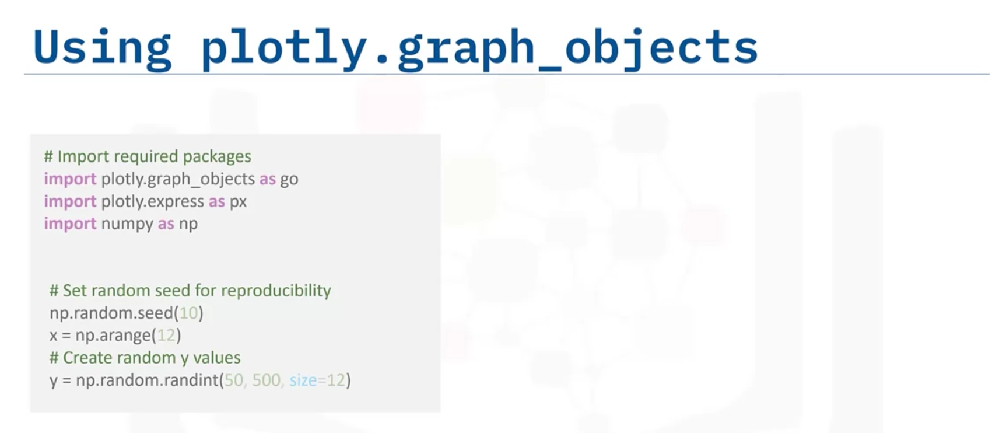 Using plotly.graph_objects
# Import required packages
import plotly.graph_objects as go
import plotly.express as px
import numpy as np
# Set random seed for reproducibility
np.random.seed(10)
x = np.arange(12)
# Create random y values
y = np.random.randint(50, 500, size=12)